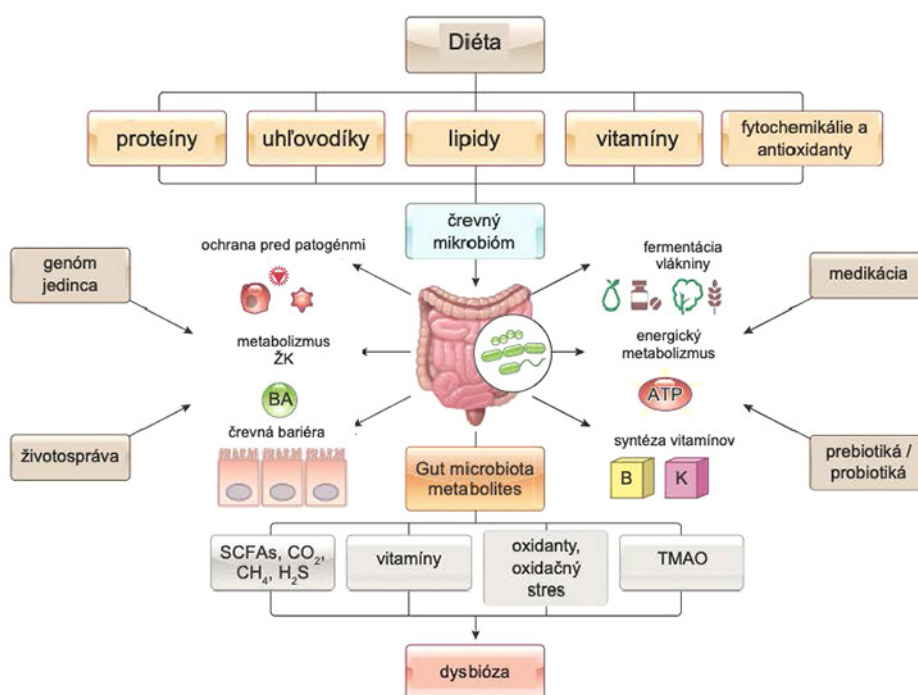 Diéta
proteíny
uhľovodíky
lipidy
vitamíny
fytochemikálie a
antioxidanty
črevný
mikrobióm
genóm
jedinca
ochrana pred patogénmi
fermentácia
vlákniny
medikácia
metabolizmus
ŽK
BA
energický
metabolizmus
ATP
životospráva
črevná bariéra
syntéza vitamínov
B
K
prebiotiká /
probiotiká
Gut microbiota
metabolites
SCFAs, CO₂,
CH₄, H₂S
vitamíny
oxidanty,
oxidačný
stres
TMAO
dysbióza